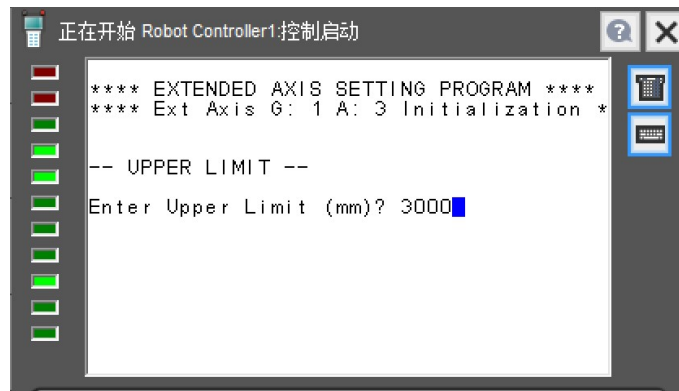 正在开始 Robot Controller1:控制启动
**** EXTENDED AXIS SETTING PROGRAM ****
**** Ext Axis G: 1 A: 3 Initialization *
-- UPPER LIMIT --
Enter Upper Limit (mm)? 3000